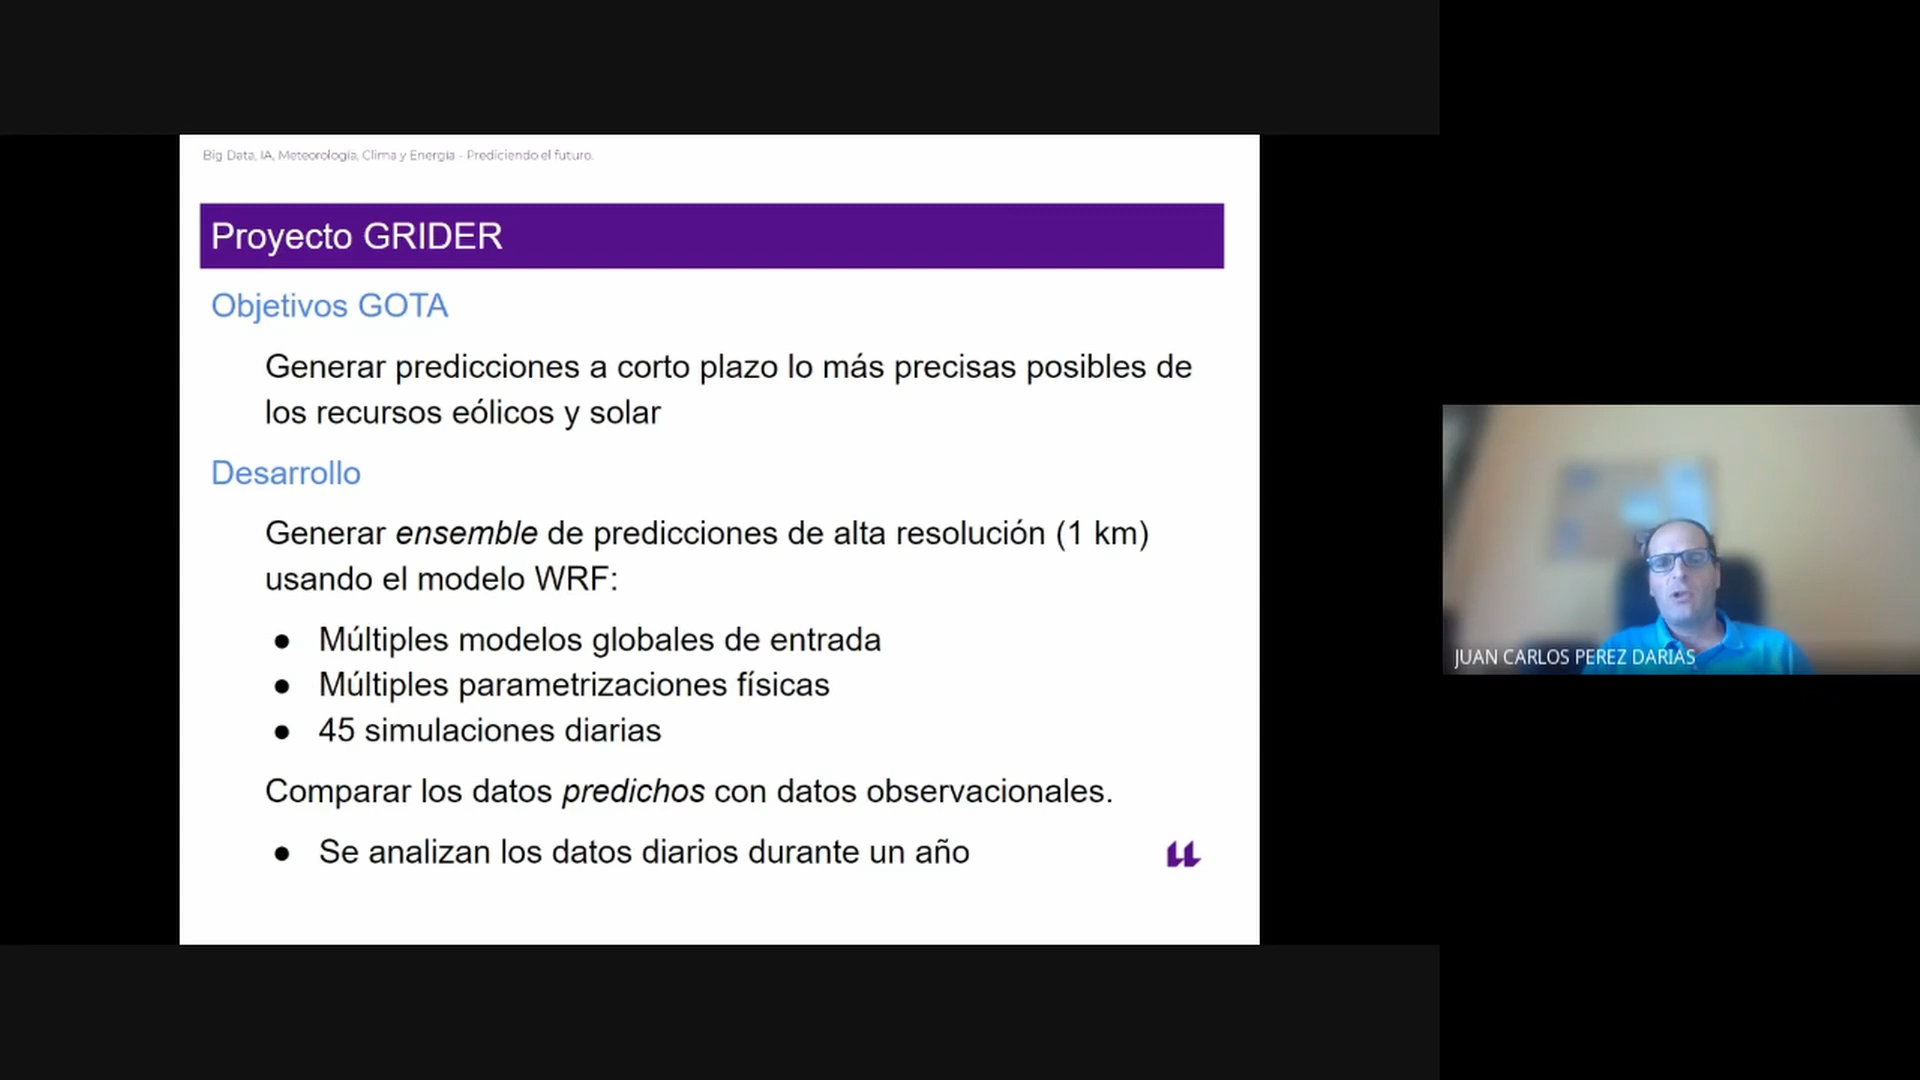 Big Data, IA, Meteorología, Clima y Energía - Prediciendo el futuro.
Proyecto GRIDER
Objetivos GOTA
Generar predicciones a corto plazo lo más precisas posibles de
los recursos eólicos y solar
Desarrollo
Generar ensemble de predicciones de alta resolución (1 km)
usando el modelo WRF:
● Múltiples modelos globales de entrada
● Múltiples parametrizaciones físicas
● 45 simulaciones diarias
Comparar los datos predichos con datos observacionales.
● Se analizan los datos diarios durante un año
JUAN CARLOS PEREZ DARIAS